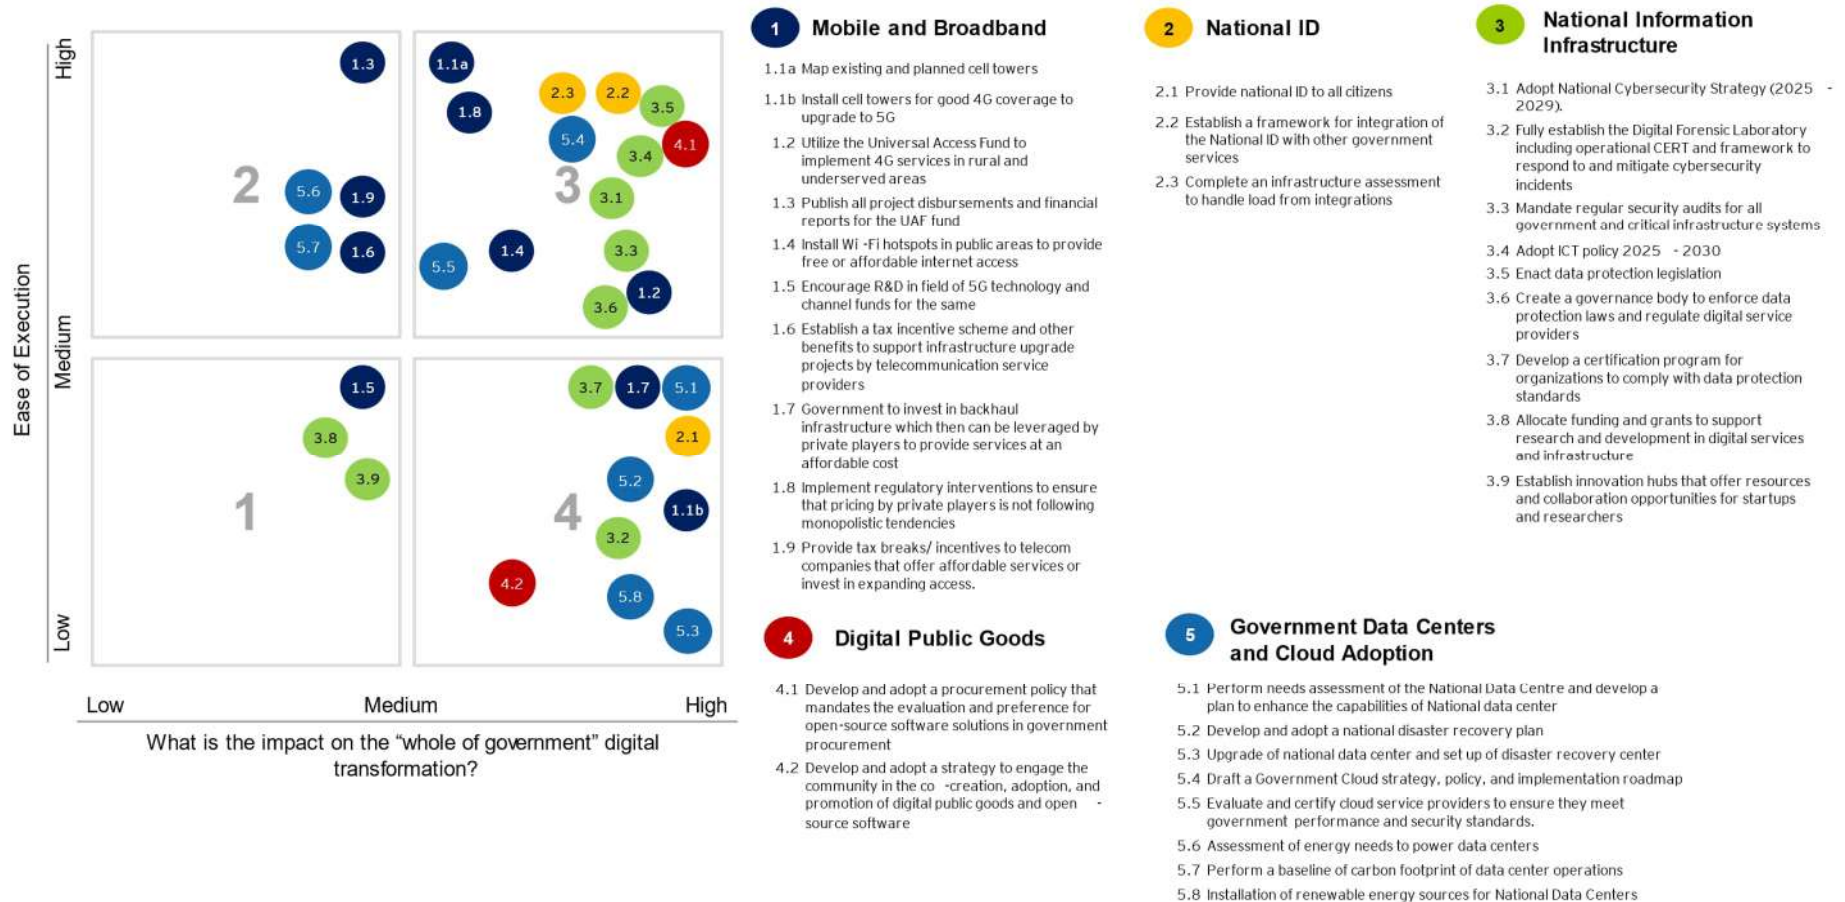 High
Medium
Low
Ease of Execution
1.3
1.1a
1.8
2.3
2.2
3.5
5.4
3.4
4.1
2
3
5.6
1.9
3.1
5.7
1.6
5.5
1.4
3.3
1.2
3.6
1.5
3.7
1.7
5.1
3.8
2.1
3.9
5.2
1
4
1.1b
3.2
4.2
5.8
5.3
Low
Medium
High
What is the impact on the “whole of government” digital
transformation?
1 Mobile and Broadband
1.1a Map existing and planned cell towers
1.1b Install cell towers for good 4G coverage to
upgrade to 5G
1.2 Utilize the Universal Access Fund to
implement 4G services in rural and
underserved areas
1.3 Publish all project disbursements and financial
reports for the UAF fund
1.4 Install Wi -Fi hotspots in public areas to provide
free or affordable internet access
1.5 Encourage R&D in field of 5G technology and
channel funds for the same
1.6 Establish a tax incentive scheme and other
benefits to support infrastructure upgrade
projects by telecommunication service
providers
1.7 Government to invest in backhaul
infrastructure which then can be leveraged by
private players to provide services at an
affordable cost
1.8 Implement regulatory interventions to ensure
that pricing by private players is not following
monopolistic tendencies
1.9 Provide tax breaks/ incentives to telecom
companies that offer affordable services or
invest in expanding access.
2 National ID
2.1 Provide national ID to all citizens
2.2 Establish a framework for integration of
the National ID with other government
services
2.3 Complete an infrastructure assessment
to handle load from integrations
3 National Information
Infrastructure
3.1 Adopt National Cybersecurity Strategy (2025 -
2029).
3.2 Fully establish the Digital Forensic Laboratory
including operational CERT and framework to
respond to and mitigate cybersecurity
incidents
3.3 Mandate regular security audits for all
government and critical infrastructure systems
3.4 Adopt ICT policy 2025 - 2030
3.5 Enact data protection legislation
3.6 Create a governance body to enforce data
protection laws and regulate digital service
providers
3.7 Develop a certification program for
organizations to comply with data protection
standards
3.8 Allocate funding and grants to support
research and development in digital services
and infrastructure
3.9 Establish innovation hubs that offer resources
and collaboration opportunities for startups
and researchers
4 Digital Public Goods
4.1 Develop and adopt a procurement policy that
mandates the evaluation and preference for
open-source software solutions in government
procurement
4.2 Develop and adopt a strategy to engage the
community in the co -creation, adoption, and
promotion of digital public goods and open -
source software
5 Government Data Centers
and Cloud Adoption
5.1 Perform needs assessment of the National Data Centre and develop a
plan to enhance the capabilities of National data center
5.2 Develop and adopt a national disaster recovery plan
5.3 Upgrade of national data center and set up of disaster recovery center
5.4 Draft a Government Cloud strategy, policy, and implementation roadmap
5.5 Evaluate and certify cloud service providers to ensure they meet
government performance and security standards.
5.6 Assessment of energy needs to power data centers
5.7 Perform a baseline of carbon footprint of data center operations
5.8 Installation of renewable energy sources for National Data Centers